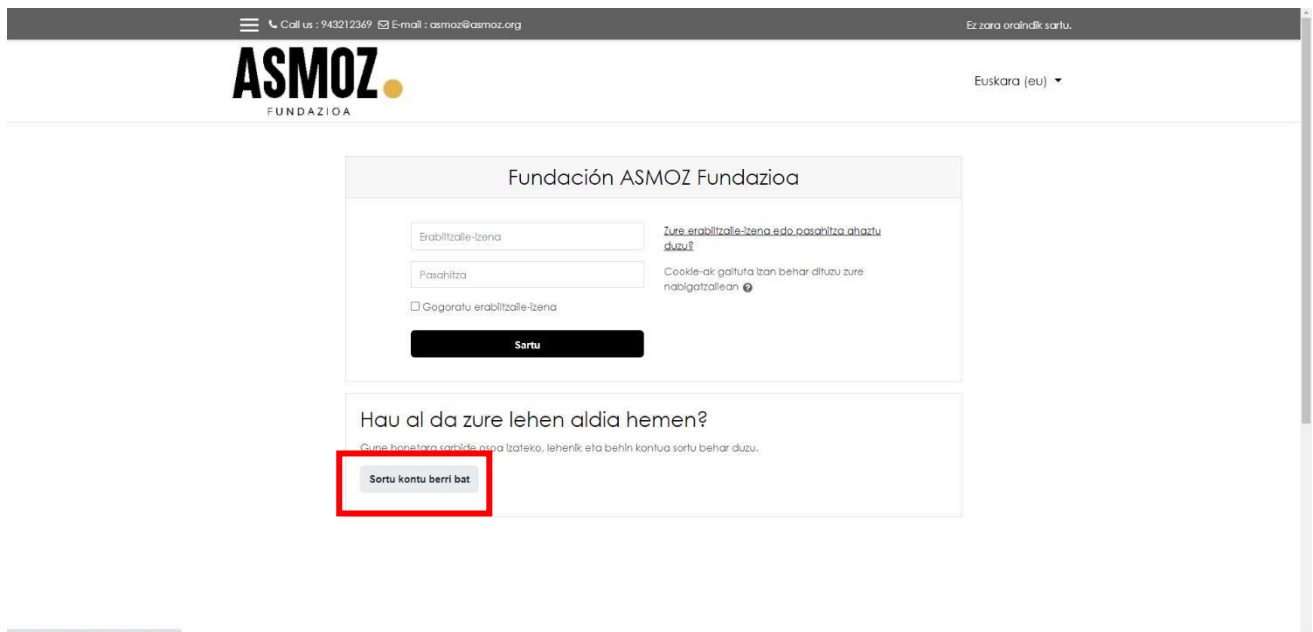 Call us : 943212369 E-mail : asmoz@asmoz.org
Ez zara oraindik sartu.
ASMOZ
FUNDAZIOA
Euskara (eu)
Fundación ASMOZ Fundazioa
Erabiltzaile-izena
Zure erabiltzaile-izena edo pasahitza ahaztu
duzu?
Pasahitza
Cookie-ak gaituta izan behar dituzu zure
nabigatzailean
Gogoratu erabiltzaile-izena
Sartu
Hau al da zure lehen aldia hemen?
Gune honetara sarbide ospa izateko, lehenik eta behin kontua sortu behar duzu.
Sortu kontu berri bat